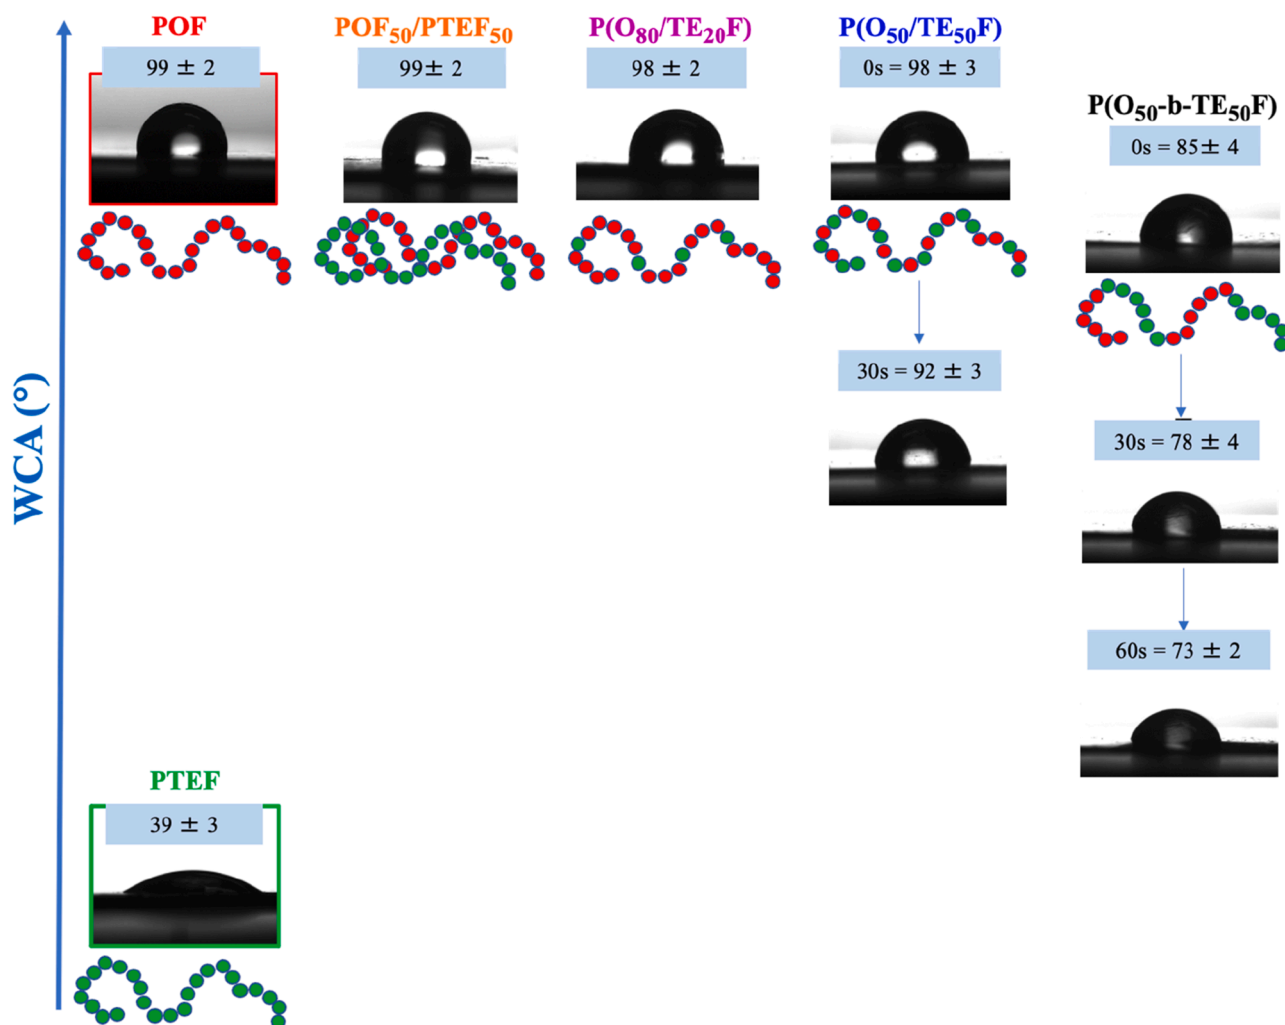 WCA (°)
POF
99 ± 2
POF₅₀/PTEF₅₀
99± 2
P(O₈₀/TE₂₀F)
98 ± 2
P(O₅₀/TE₅₀F)
0s = 98 ± 3
30s = 92 ± 3
P(O₅₀-b-TE₅₀F)
0s = 85± 4
30s = 78 ± 4
60s = 73 ± 2
PTEF
39 ± 3